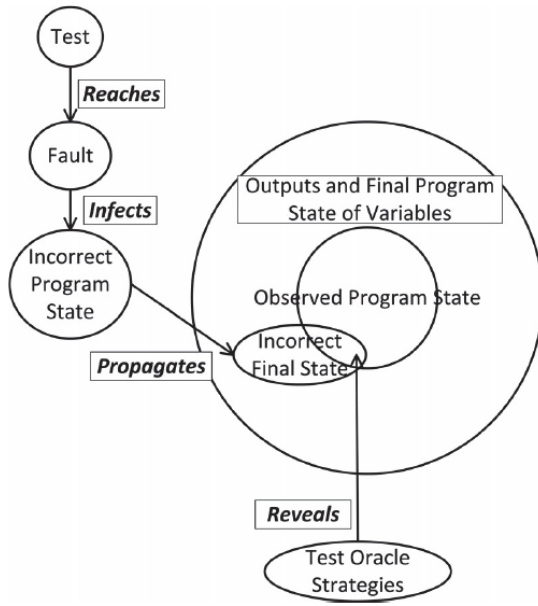 Test
Reaches
Fault
Infects
Incorrect
Program
State
Outputs and Final Program
State of Variables
Observed Program State
Incorrect
Final State
Propagates
Reveals
Test Oracle
Strategies